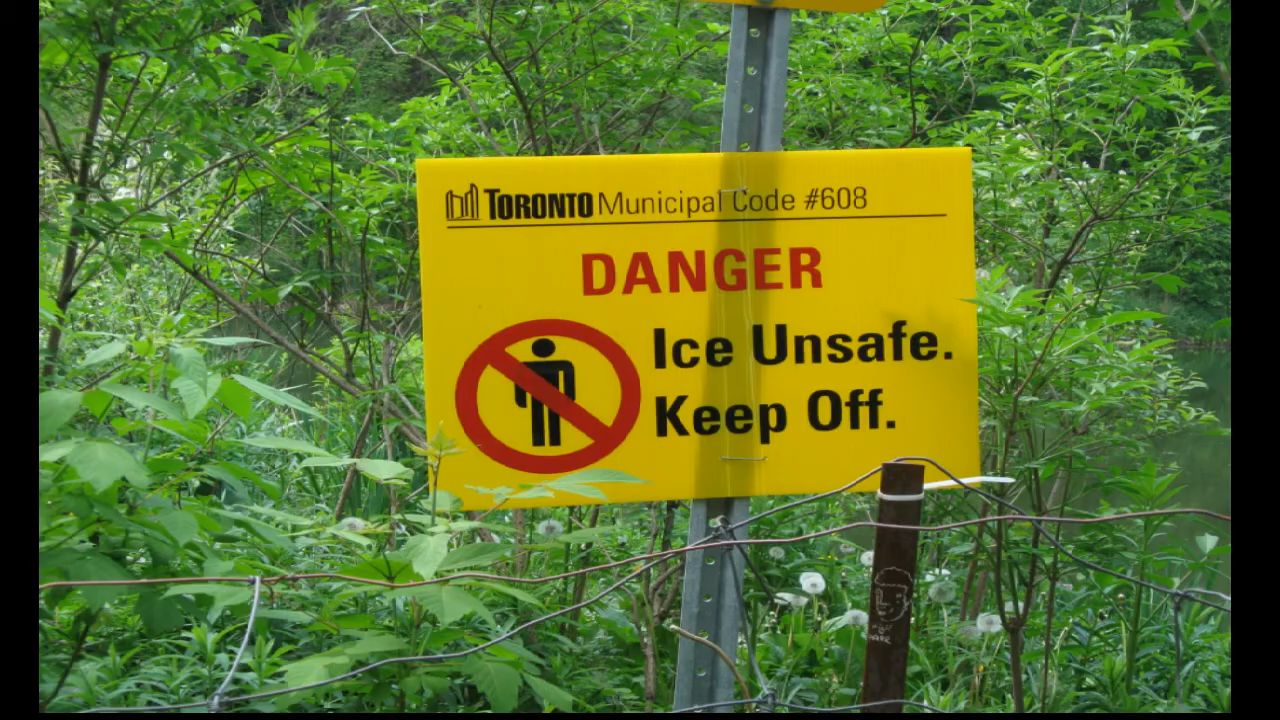 TORONTO Municipal Code #608
DANGER
Ice Unsafe.
Keep Off.